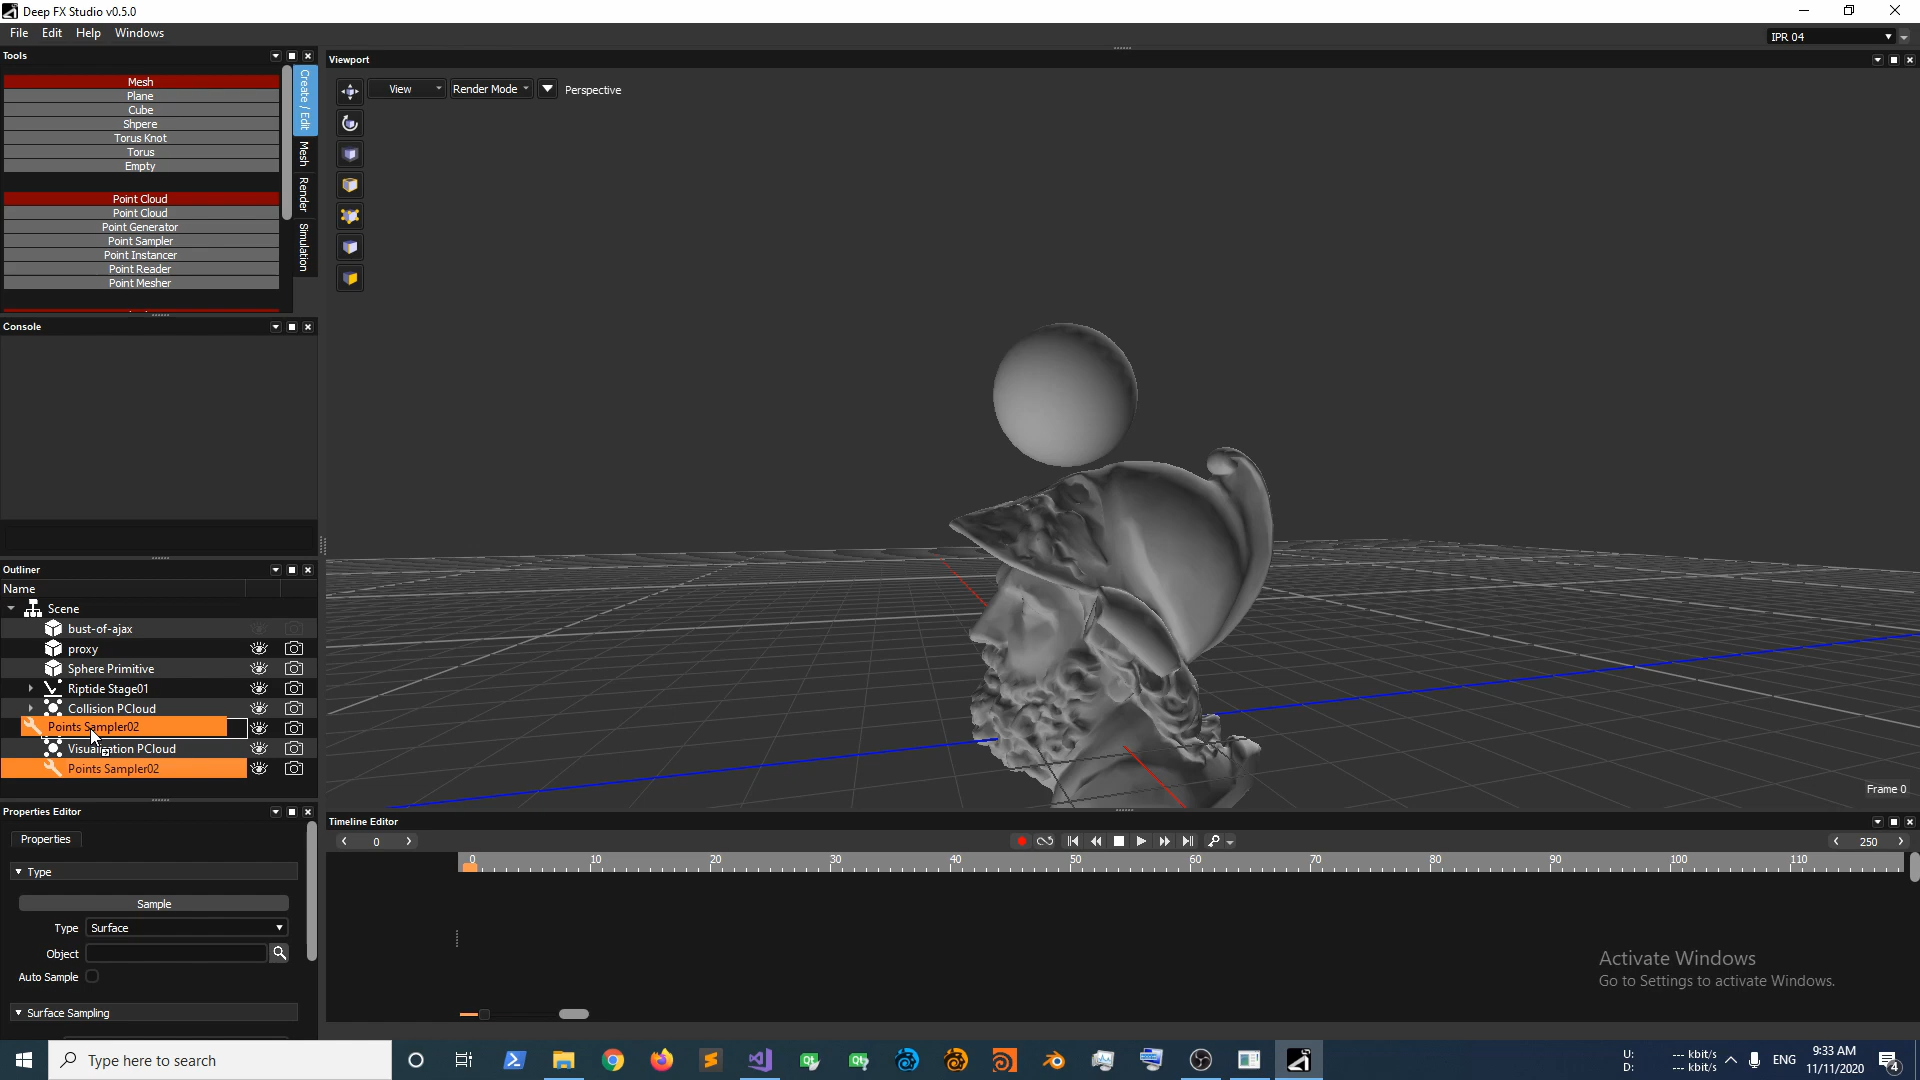 Deep FX Studio v0.5.0
File Edit Help Windows
IPR 04
Tools
Mesh
Plane
Cube
Shpere
Torus Knot
Torus
Empty
Point Cloud
Point Cloud
Point Generator
Point Sampler
Point Instancer
Point Reader
Point Mesher
Create / Edit
Mesh
Render
Simulation
Console
Viewport
View
Render Mode
Perspective
Frame 0
Outliner
Name
Scene
bust-of-ajax
proxy
Sphere Primitive
Riptide Stage01
Collision PCloud
Points Sampler02
PCloud
Points Sampler02
Properties Editor
Properties
Type
Sample
Type Surface
Object
Auto Sample
Surface Sampling
Timeline Editor
0
250
0 10 20 30 40 50 60 70 80 90 100 110
Activate Windows
Go to Settings to activate Windows.
Type here to search
U: --- kbit/s
D: --- kbit/s
ENG
9:33 AM
11/11/2020
4